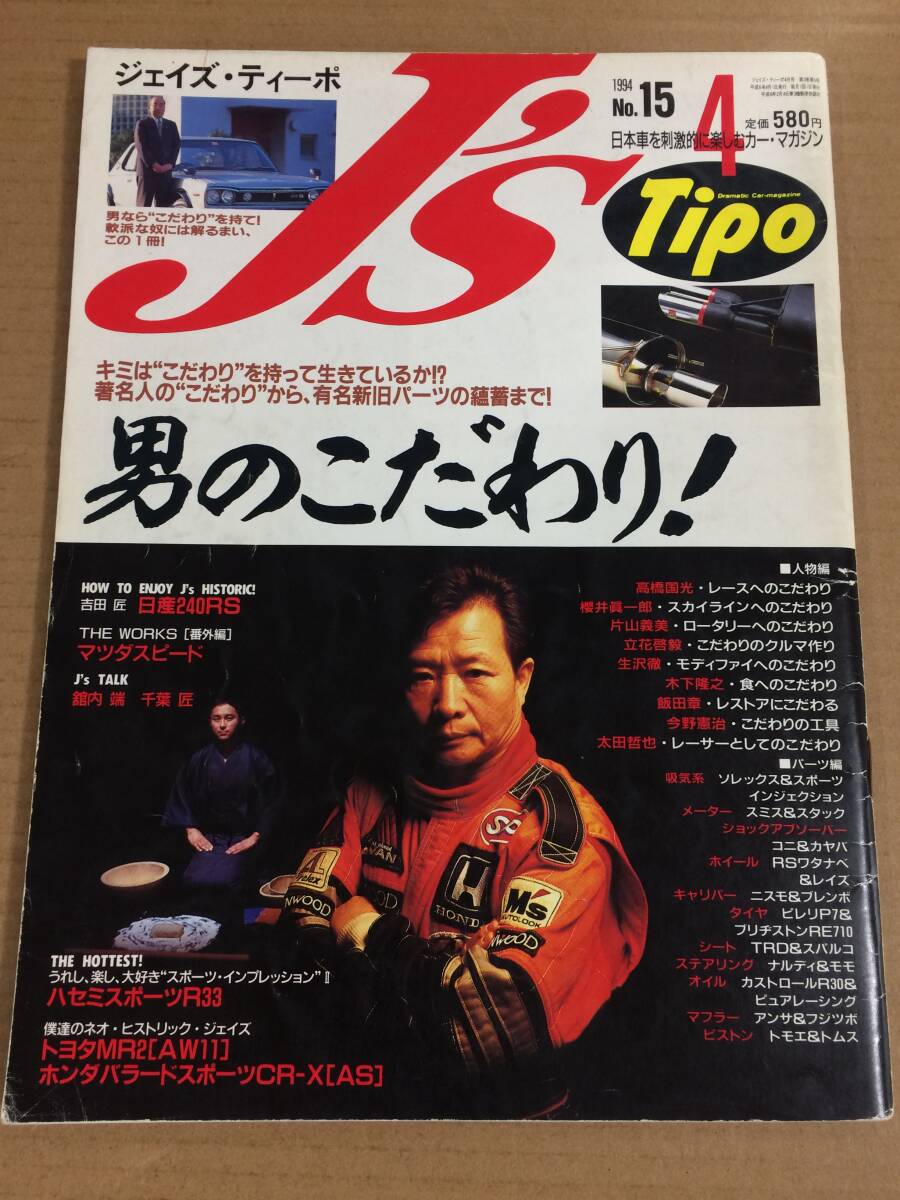 ジェイズ・ティーポ
J's
1994
No.15
4
定価580円
日本車を刺激的に楽しむカー・マガジン
Dramatic Car-magazine
Tipo
男なら“こだわり”を持て!
軟派な奴には解るまい、
この1冊!
キミは“こだわり”を持って生きているか!?
著名人の“こだわり”から、有名新旧パーツの蘊蓄まで!
男のこだわり!
HOW TO ENJOY J's HISTORIC!
吉田 匠 日産240RS
THE WORKS [番外編]
マツダスピード
J's TALK
舘内 端 千葉 匠
■人物編
高橋国光・レースへのこだわり
櫻井眞一郎・スカイラインへのこだわり
片山義美・ロータリーへのこだわり
立花啓毅・こだわりのクルマ作り
生沢徹・モディファイへのこだわり
木下隆之・食へのこだわり
飯田章・レストアにこだわる
今野憲治・こだわりの工具
太田哲也・レーサーとしてのこだわり
■パーツ編
吸気系 ソレックス&スポーツ
インジェクション
メーター スミス&スタック
ショックアブソーバー
コニ&カヤバ
ホイール RSワタナベ
&レイズ
キャリパー ニスモ&ブレンボ
タイヤ ピレリP7&
ブリヂストンRE710
シート TRD&スパルコ
ステアリング ナルディ&モモ
オイル カストロールR30&
ピュアレーシング
マフラー アンサ&フジツボ
ピストン トモエ&トムス
HONDA
M's
AUTOLOOK
NWOOD
NWOOD
THE HOTTEST!
うれし、楽し、大好き“スポーツ・インプレッション”II
ハセミスポーツR33
僕達のネオ・ヒストリック・ジェイズ
トヨタMR2[AW11]
ホンダバラードスポーツCR-X[AS]